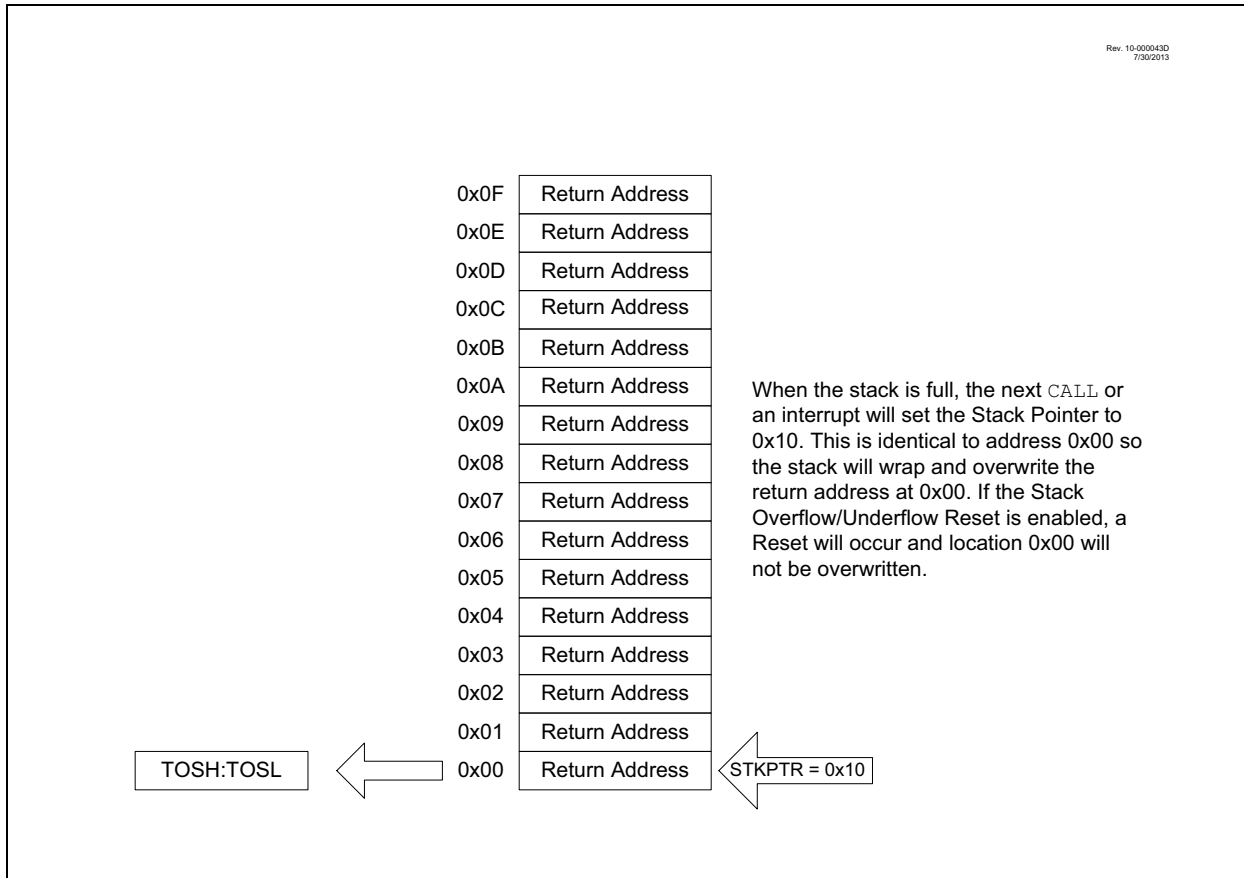 Rev. 10-000043D
7/30/2013
0x0F Return Address
0x0E Return Address
0x0D Return Address
0x0C Return Address
0x0B Return Address
0x0A Return Address
0x09 Return Address
0x08 Return Address
0x07 Return Address
0x06 Return Address
0x05 Return Address
0x04 Return Address
0x03 Return Address
0x02 Return Address
0x01 Return Address
TOSH:TOSL 0x00 Return Address STKPTR = 0x10
When the stack is full, the next CALL or
an interrupt will set the Stack Pointer to
0x10. This is identical to address 0x00 so
the stack will wrap and overwrite the
return address at 0x00. If the Stack
Overflow/Underflow Reset is enabled, a
Reset will occur and location 0x00 will
not be overwritten.